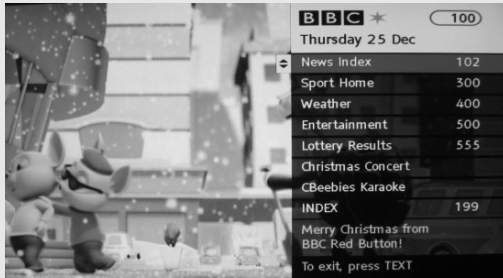 BBC
100
Thursday 25 Dec
News Index 102
Sport Home 300
Weather 400
Entertainment 500
Lottery Results 555
Christmas Concert
CBeebies Karaoke
INDEX 199
Merry Christmas from
BBC Red Button!
To exit, press TEXT